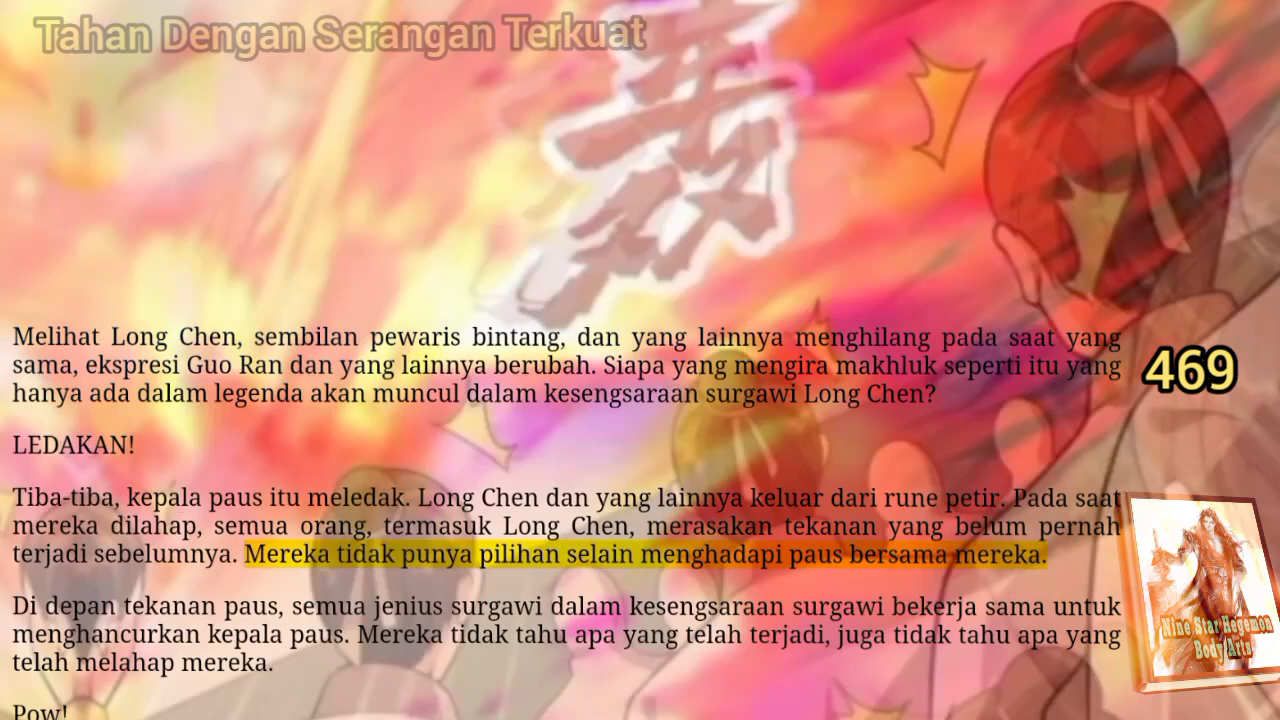 Tahan Dengan Serangan Terkuat
Melihat Long Chen, sembilan pewaris bintang, dan yang lainnya menghilang pada saat yang
sama, ekspresi Guo Ran dan yang lainnya berubah. Siapa yang mengira makhluk seperti itu yang
hanya ada dalam legenda akan muncul dalam kesengsaraan surgawi Long Chen?
469
LEDAKAN!
Tiba-tiba, kepala paus itu meledak. Long Chen dan yang lainnya keluar dari rune petir. Pada saat
mereka dilahap, semua orang, termasuk Long Chen, merasakan tekanan yang belum pernah
terjadi sebelumnya. Mereka tidak punya pilihan selain menghadapi paus bersama mereka.
Di depan tekanan paus, semua jenius surgawi dalam kesengsaraan surgawi bekerja sama untuk
menghancurkan kepala paus. Mereka tidak tahu apa yang telah terjadi, juga tidak tahu apa yang
telah melahap mereka.
Nine Star Hegemon
Body Arts
Pow!